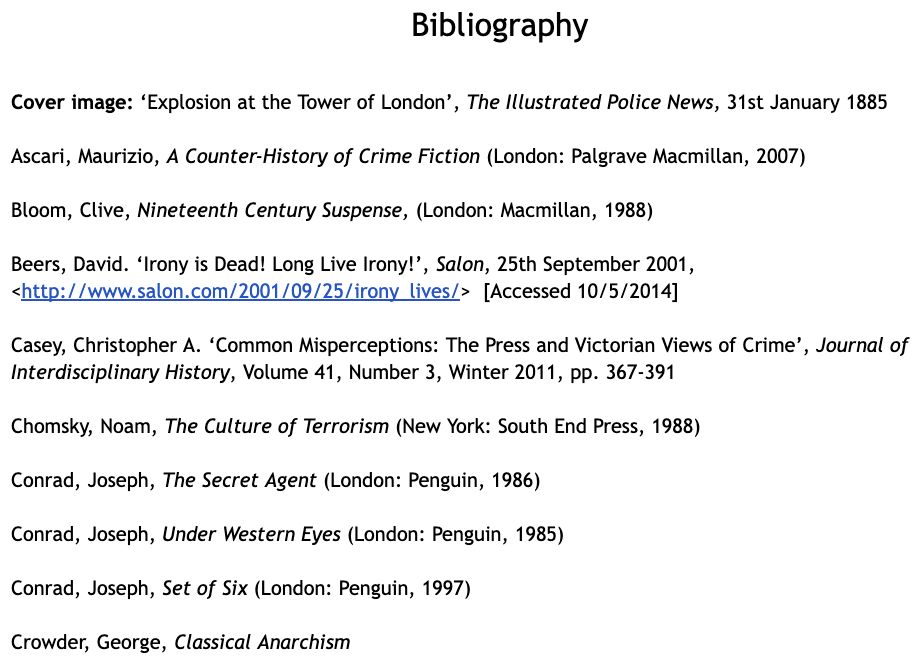 Bibliography
Cover image: ‘Explosion at the Tower of London’, The Illustrated Police News, 31st January 1885
Ascari, Maurizio, A Counter-History of Crime Fiction (London: Palgrave Macmillan, 2007)
Bloom, Clive, Nineteenth Century Suspense, (London: Macmillan, 1988)
Beers, David. ‘Irony is Dead! Long Live Irony!’, Salon, 25th September 2001,
<http://www.salon.com/2001/09/25/irony_lives/> [Accessed 10/5/2014]
Casey, Christopher A. ‘Common Misperceptions: The Press and Victorian Views of Crime’, Journal of
Interdisciplinary History, Volume 41, Number 3, Winter 2011, pp. 367-391
Chomsky, Noam, The Culture of Terrorism (New York: South End Press, 1988)
Conrad, Joseph, The Secret Agent (London: Penguin, 1986)
Conrad, Joseph, Under Western Eyes (London: Penguin, 1985)
Conrad, Joseph, Set of Six (London: Penguin, 1997)
Crowder, George, Classical Anarchism